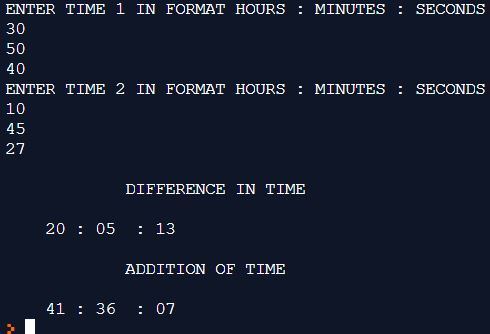 ENTER TIME 1 IN FORMAT HOURS : MINUTES : SECONDS
30
50
40
ENTER TIME 2 IN FORMAT HOURS : MINUTES : SECONDS
10
45
27
DIFFERENCE IN TIME
20 : 05  : 13
ADDITION OF TIME
41 : 36  : 07
>